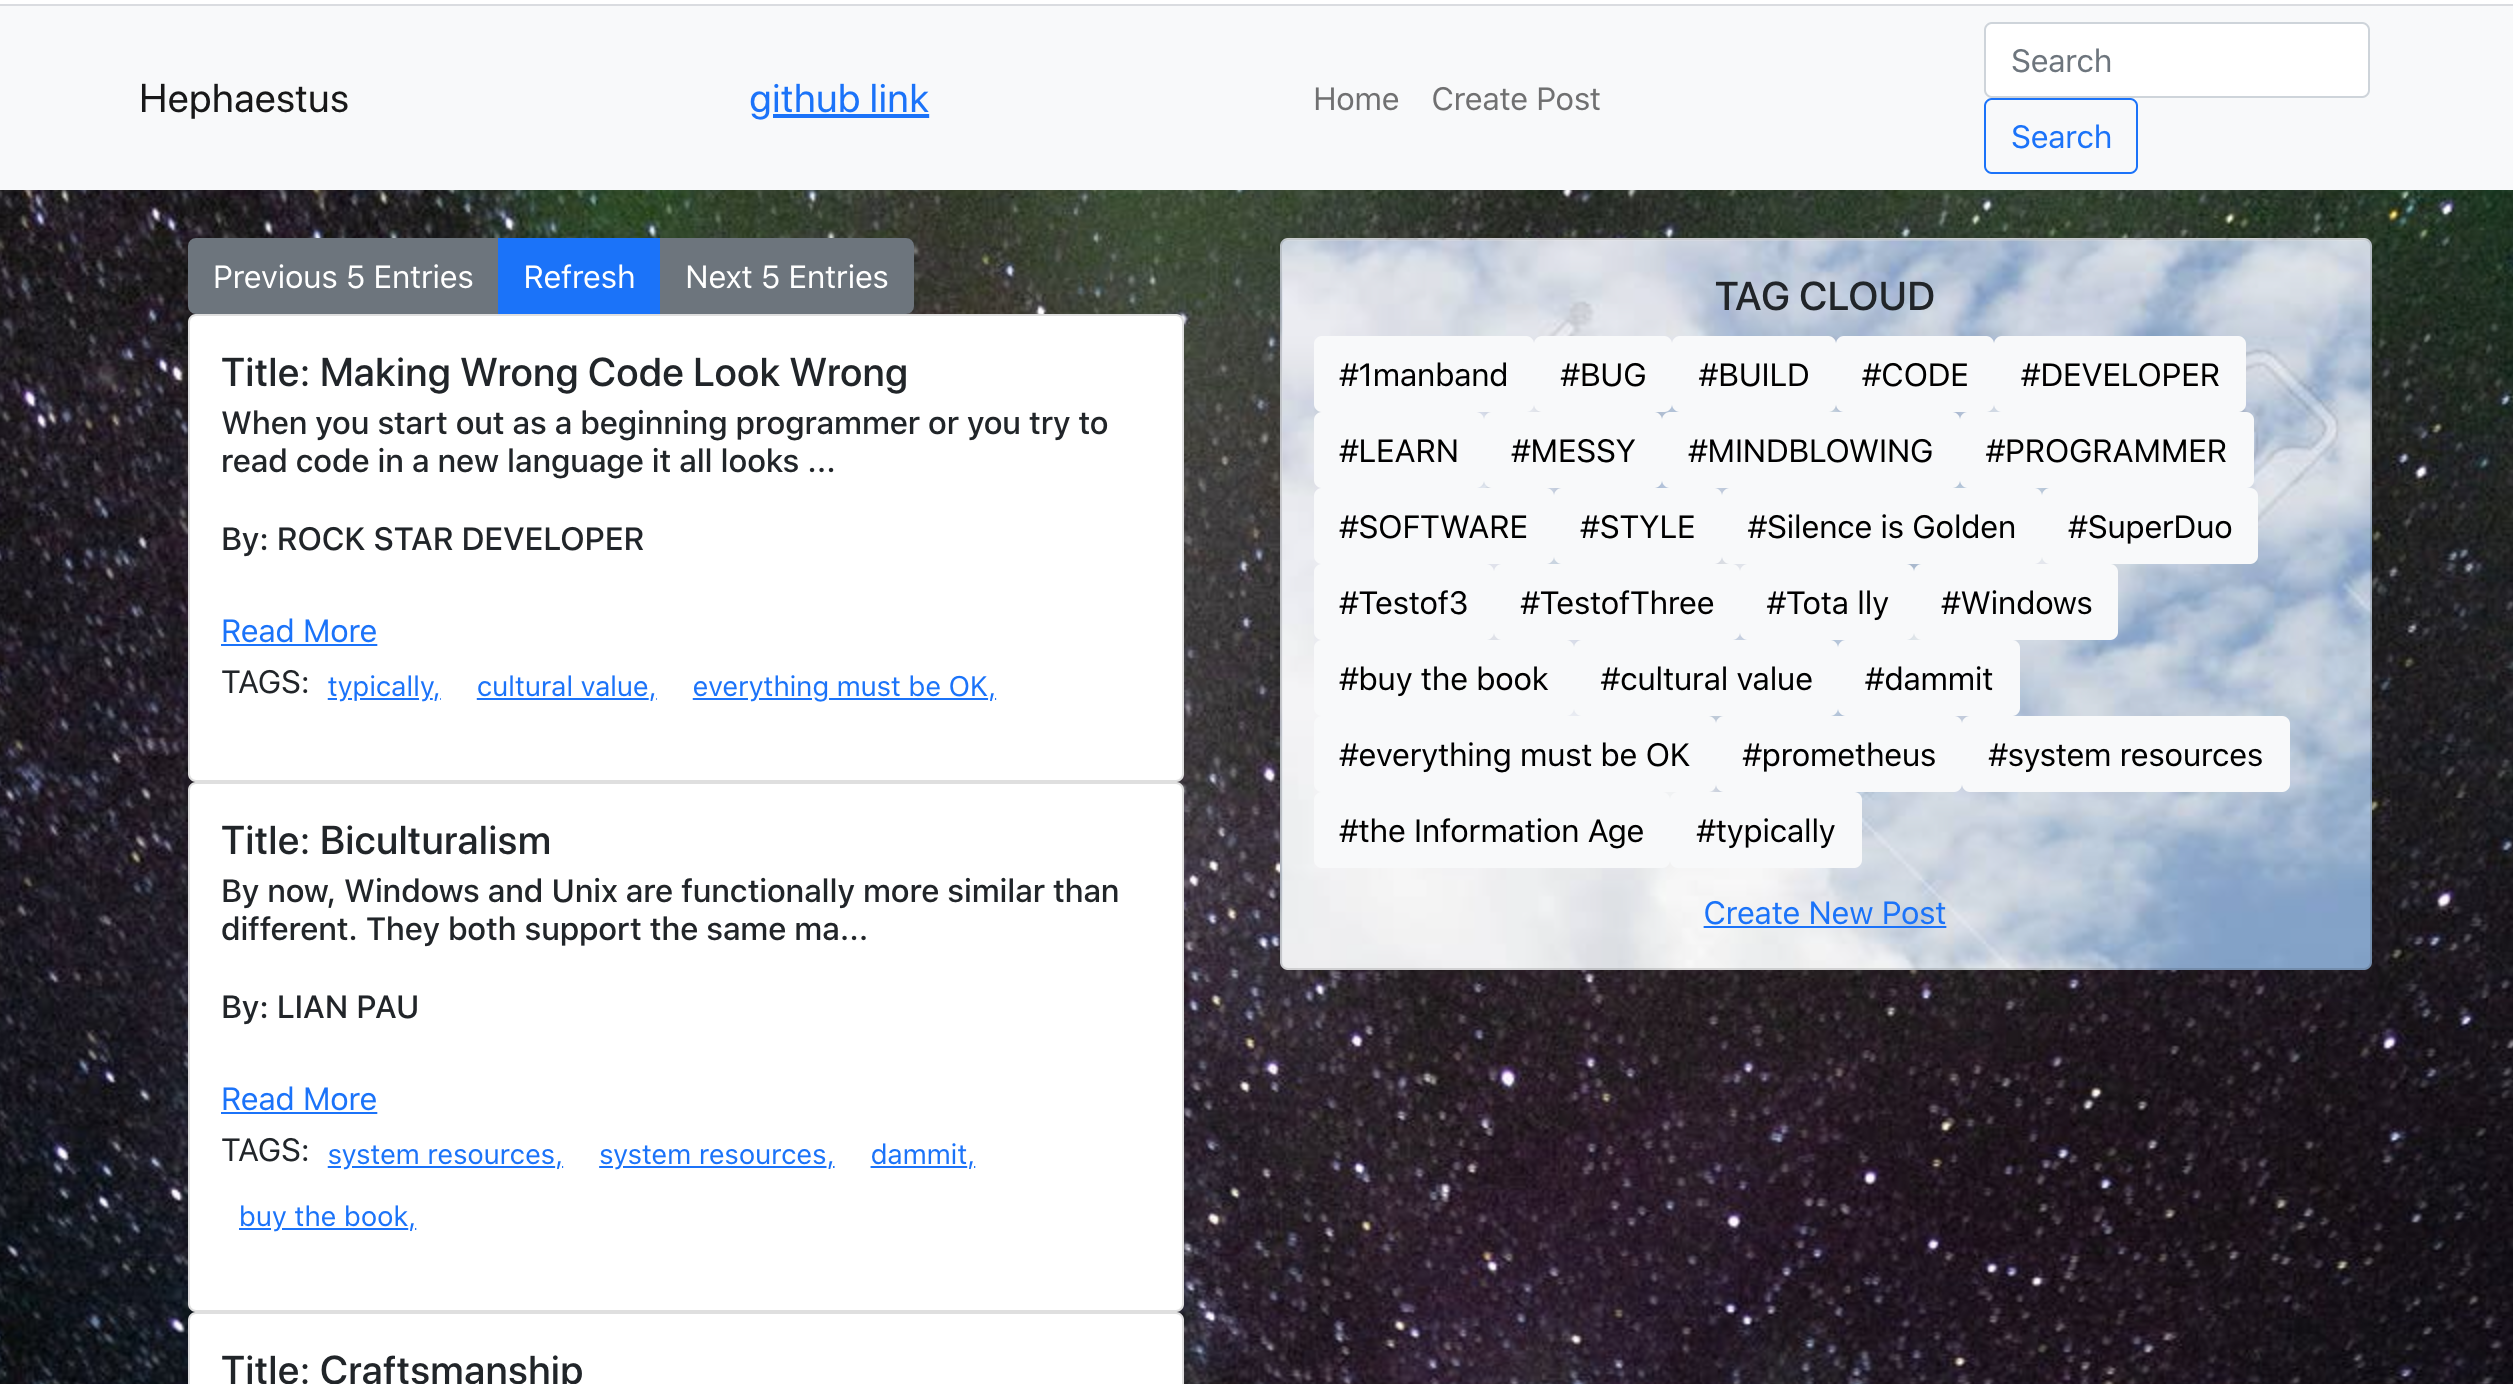 Hephaestus
github link
Home
Create Post
Search
Search
Previous 5 Entries
Refresh
Next 5 Entries
Title: Making Wrong Code Look Wrong
When you start out as a beginning programmer or you try to
read code in a new language it all looks ...
By: ROCK STAR DEVELOPER
Read More
TAGS: typically, cultural value, everything must be OK,
Title: Biculturalism
By now, Windows and Unix are functionally more similar than
different. They both support the same ma...
By: LIAN PAU
Read More
TAGS: system resources, system resources, dammit,
buy the book,
Title: Craftsmanship
TAG CLOUD
#1manband #BUG #BUILD #CODE #DEVELOPER
#LEARN #MESSY #MINDBLOWING #PROGRAMMER
#SOFTWARE #STYLE #Silence is Golden #SuperDuo
#Testof3 #TestofThree #Tota lly #Windows
#buy the book #cultural value #dammit
#everything must be OK #prometheus #system resources
#the Information Age #typically
Create New Post